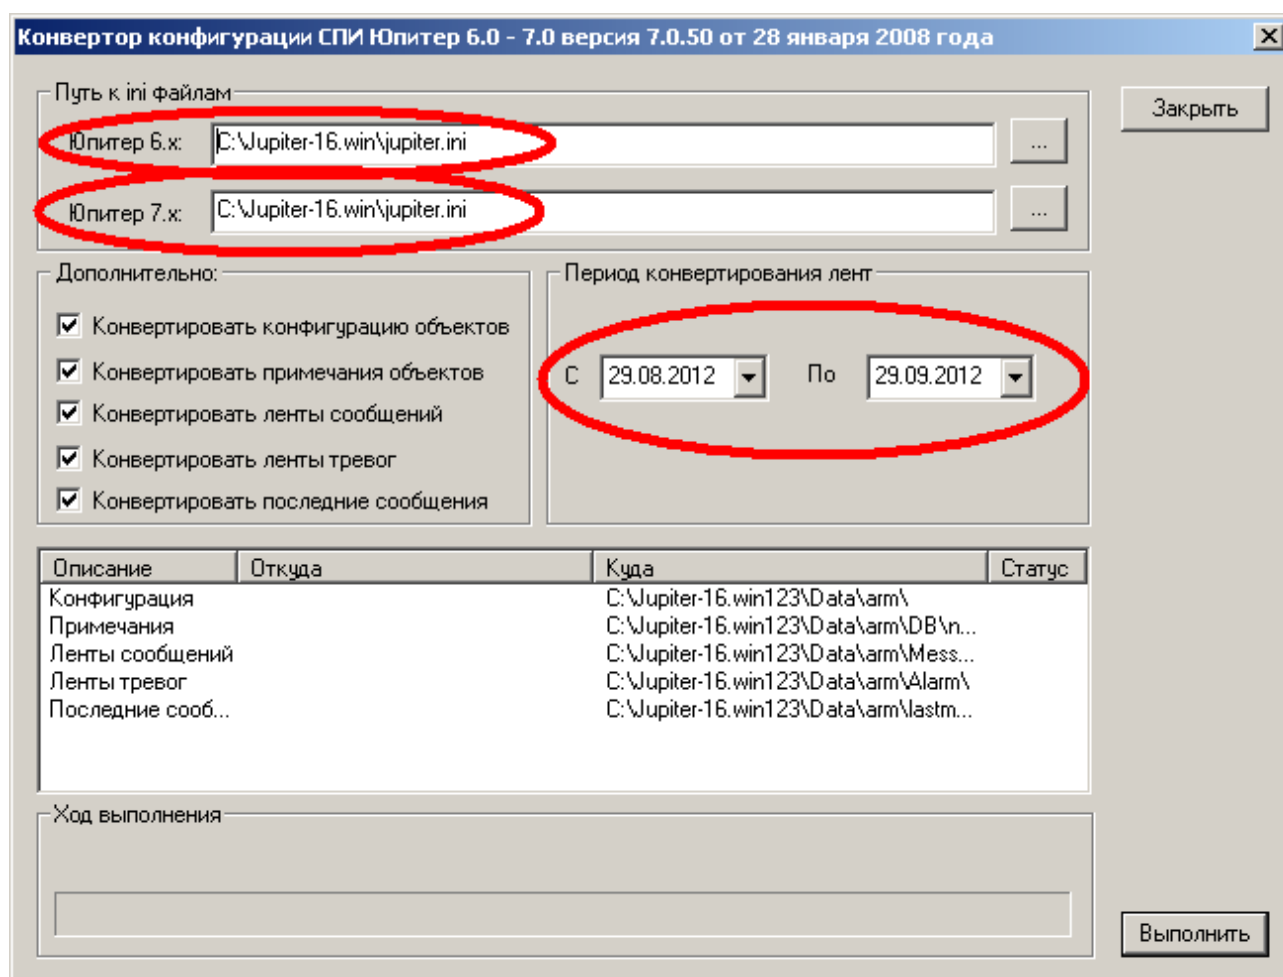 Конвертор конфигурации СПИ Юпитер 6.0 - 7.0 версия 7.0.50 от 28 января 2008 года
Закрыть
Путь к ini файлам
Юпитер 6.x: C:\Jupiter-16.win\jupiter.ini ...
Юпитер 7.x: C:\Jupiter-16.win\jupiter.ini ...
Дополнительно:
Конвертировать конфигурацию объектов
Конвертировать примечания объектов
Конвертировать ленты сообщений
Конвертировать ленты тревог
Конвертировать последние сообщения
Период конвертирования лент
С 29.08.2012 По 29.09.2012
Описание Откуда Куда Статус
Конфигурация C:\Jupiter-16.win123\Data\arm\
Примечания C:\Jupiter-16.win123\Data\arm\DB\n...
Ленты сообщений C:\Jupiter-16.win123\Data\arm\Mess...
Ленты тревог C:\Jupiter-16.win123\Data\arm\Alarm\
Последние сооб... C:\Jupiter-16.win123\Data\arm\lastm...
Ход выполнения
Выполнить